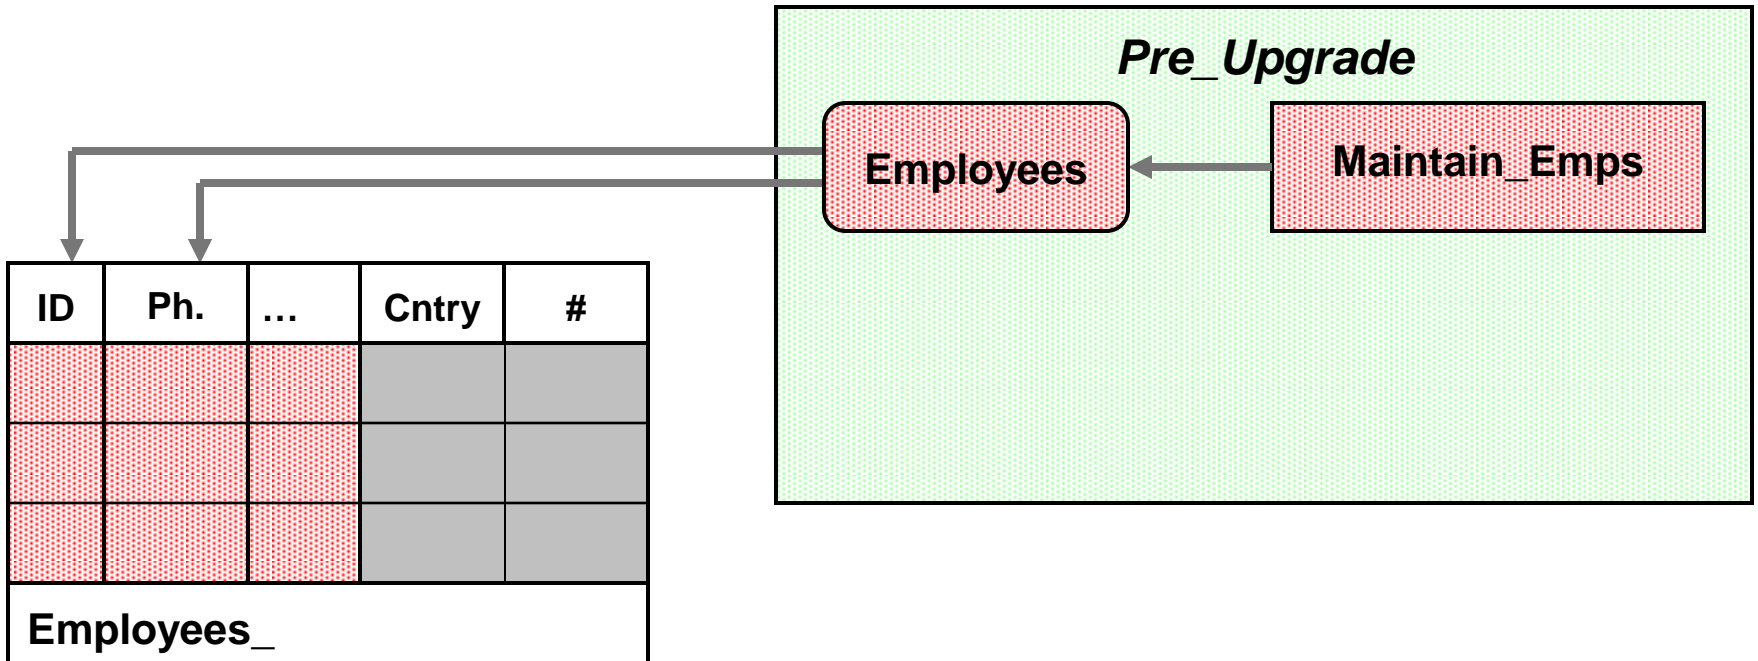 Pre_Upgrade
Employees
Maintain_Emps
ID Ph. … Cntry #
Employees_